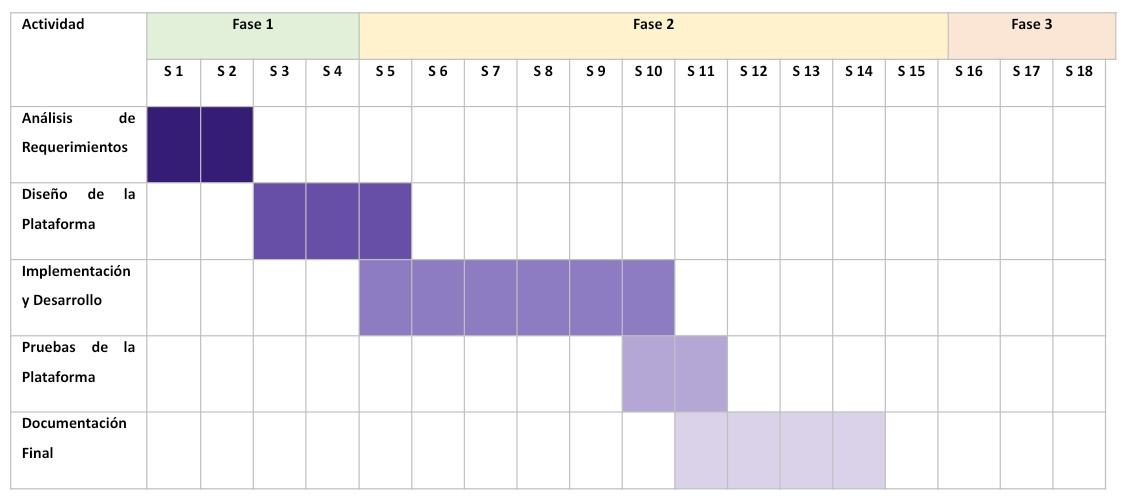 Actividad Fase 1 Fase 2 Fase 3
S 1 S 2 S 3 S 4 S 5 S 6 S 7 S 8 S 9 S 10 S 11 S 12 S 13 S 14 S 15 S 16 S 17 S 18
Análisis de
Requerimientos
Diseño de la
Plataforma
Implementación
y Desarrollo
Pruebas de la
Plataforma
Documentación
Final